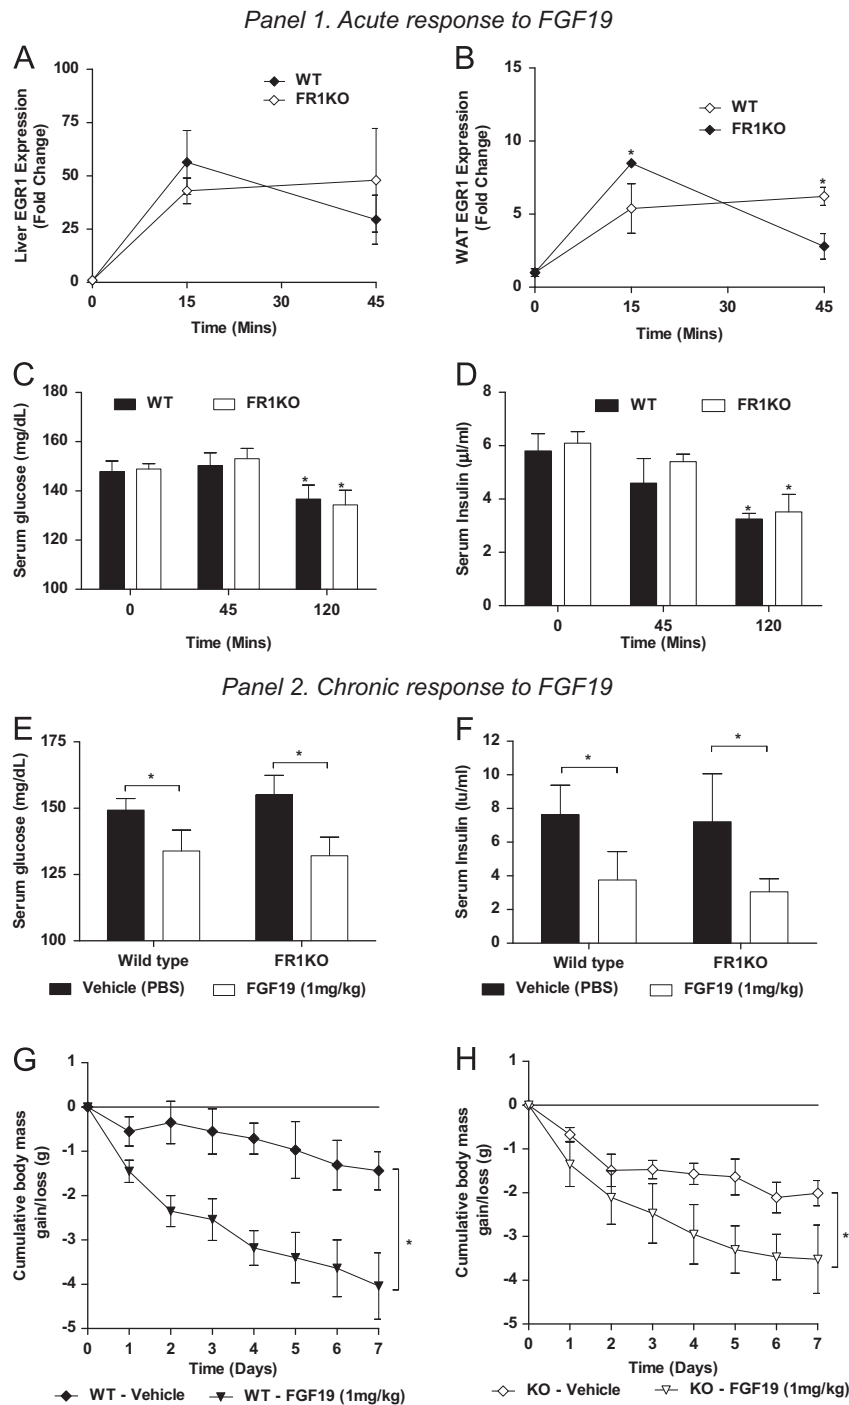 Panel 1. Acute response to FGF19
A
Liver EGR1 Expression
(Fold Change)
100
75
50
25
0
WT
FR1KO
0 15 30 45
Time (Mins)
B
WAT EGR1 Expression
(Fold Change)
15
10
5
0
WT
FR1KO
*
*
0 15 30 45
Time (Mins)
C
Serum glucose (mg/dL)
180
160
140
120
100
WT FR1KO
* *
0 45 120
Time (Mins)
D
Serum Insulin (µl/ml)
8
6
4
2
0
WT FR1KO
* *
0 45 120
Time (Mins)
Panel 2. Chronic response to FGF19
E
Serum glucose (mg/dL)
175
150
125
100
* *
Wild type FR1KO
Vehicle (PBS) FGF19 (1mg/kg)
F
Serum Insulin (Iu/ml)
12
10
8
6
4
2
0
* *
Wild type FR1KO
Vehicle (PBS) FGF19 (1mg/kg)
G
Cumulative body mass
gain/loss (g)
1
0
-1
-2
-3
-4
-5
*
0 1 2 3 4 5 6 7
Time (Days)
WT - Vehicle WT - FGF19 (1mg/kg)
H
Cumulative body mass
gain/loss (g)
1
0
-1
-2
-3
-4
-5
*
0 1 2 3 4 5 6 7
Time (Days)
KO - Vehicle KO - FGF19 (1mg/kg)